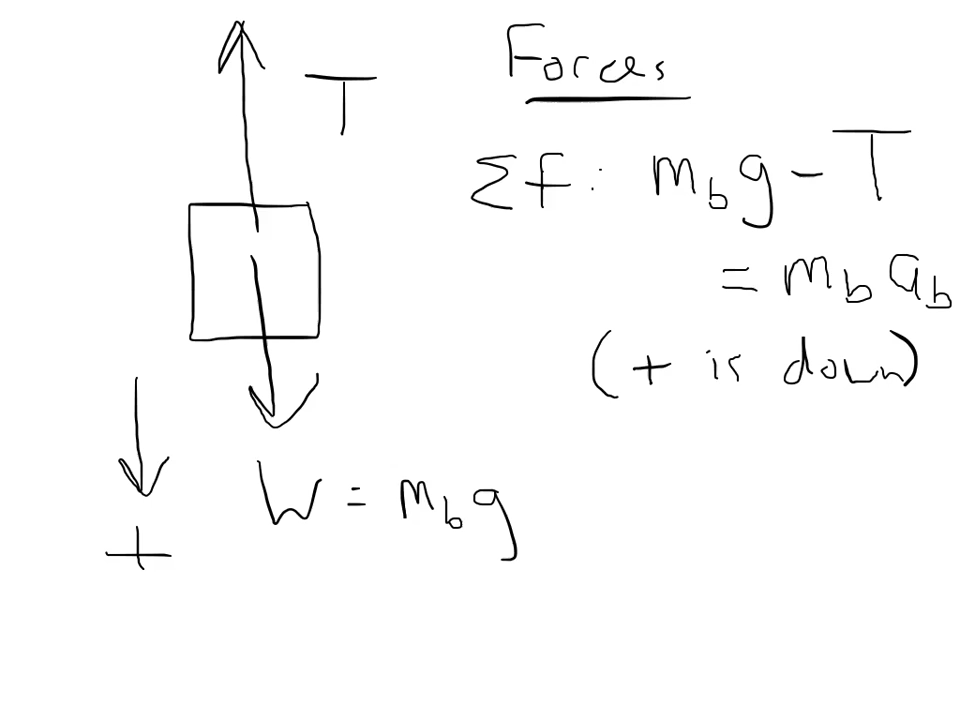 T
Forces
Σf: m_b g - T
= m_b a_b
(+ is down)
W = m_b g
+